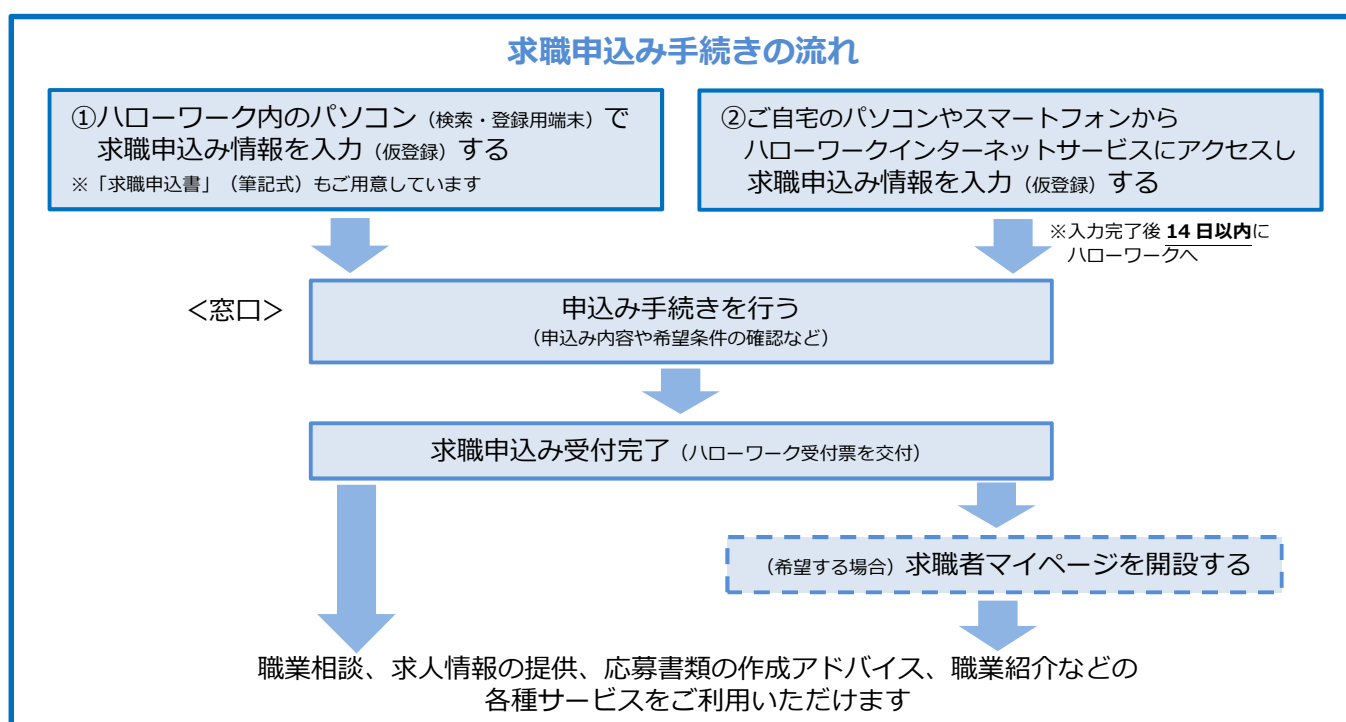 求職申込み手続きの流れ
①ハローワーク内のパソコン（検索・登録用端末）で
求職申込み情報を入力（仮登録）する
※「求職申込書」（筆記式）もご用意しています
②ご自宅のパソコンやスマートフォンから
ハローワークインターネットサービスにアクセスし
求職申込み情報を入力（仮登録）する
※入力完了後 14 日以内に
ハローワークへ
＜窓口＞
申込み手続きを行う
（申込み内容や希望条件の確認など）
求職申込み受付完了（ハローワーク受付票を交付）
（希望する場合）求職者マイページを開設する
職業相談、求人情報の提供、応募書類の作成アドバイス、職業紹介などの
各種サービスをご利用いただけます